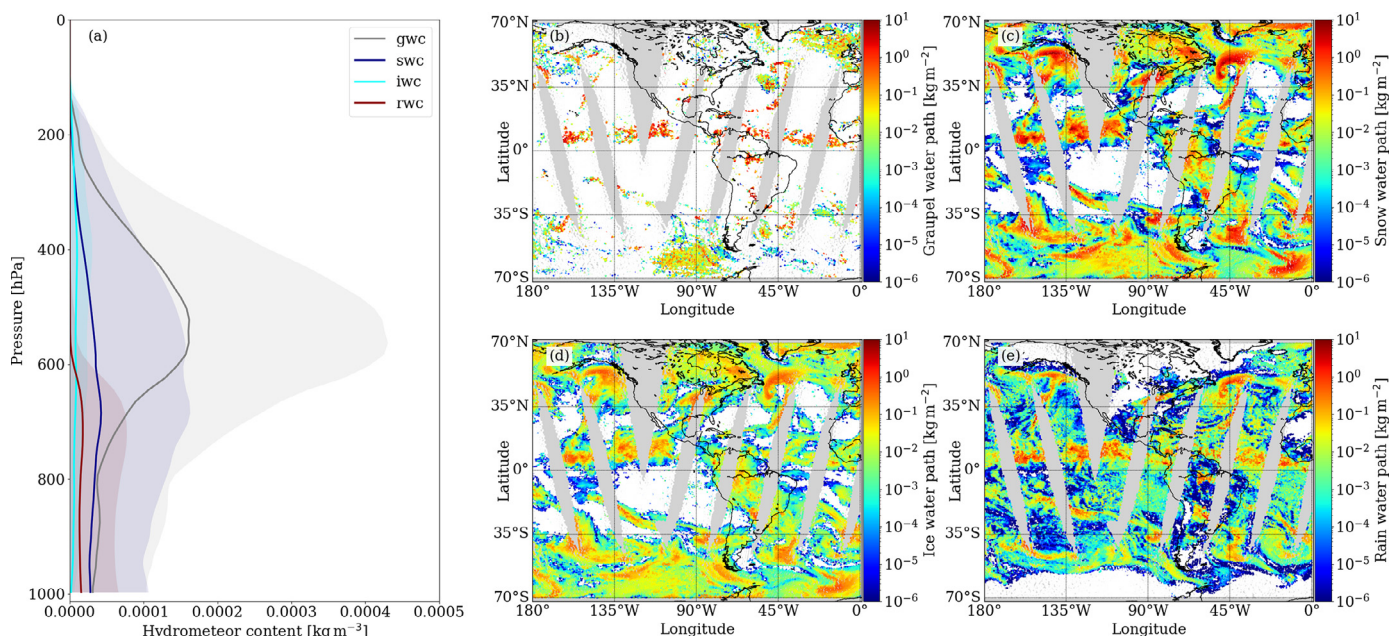 (a)
gwc
swc
iwc
rwc
0
200
400
600
800
1000
Pressure [hPa]
0.0000
0.0001
0.0002
0.0003
0.0004
0.0005
Hydrometeor content [kg m⁻³]
(b)
70°N
35°N
0°
35°S
70°S
Latitude
180°
135°W
90°W
45°W
0°
Longitude
10¹
10⁰
10⁻¹
10⁻²
10⁻³
10⁻⁴
10⁻⁵
10⁻⁶
Graupel water path [kg m⁻²]
(c)
70°N
35°N
0°
35°S
70°S
Latitude
180°
135°W
90°W
45°W
0°
Longitude
10¹
10⁰
10⁻¹
10⁻²
10⁻³
10⁻⁴
10⁻⁵
10⁻⁶
Snow water path [kg m⁻²]
(d)
70°N
35°N
0°
35°S
70°S
Latitude
180°
135°W
90°W
45°W
0°
Longitude
10¹
10⁰
10⁻¹
10⁻²
10⁻³
10⁻⁴
10⁻⁵
10⁻⁶
Ice water path [kg m⁻²]
(e)
70°N
35°N
0°
35°S
70°S
Latitude
180°
135°W
90°W
45°W
0°
Longitude
10¹
10⁰
10⁻¹
10⁻²
10⁻³
10⁻⁴
10⁻⁵
10⁻⁶
Rain water path [kg m⁻²]